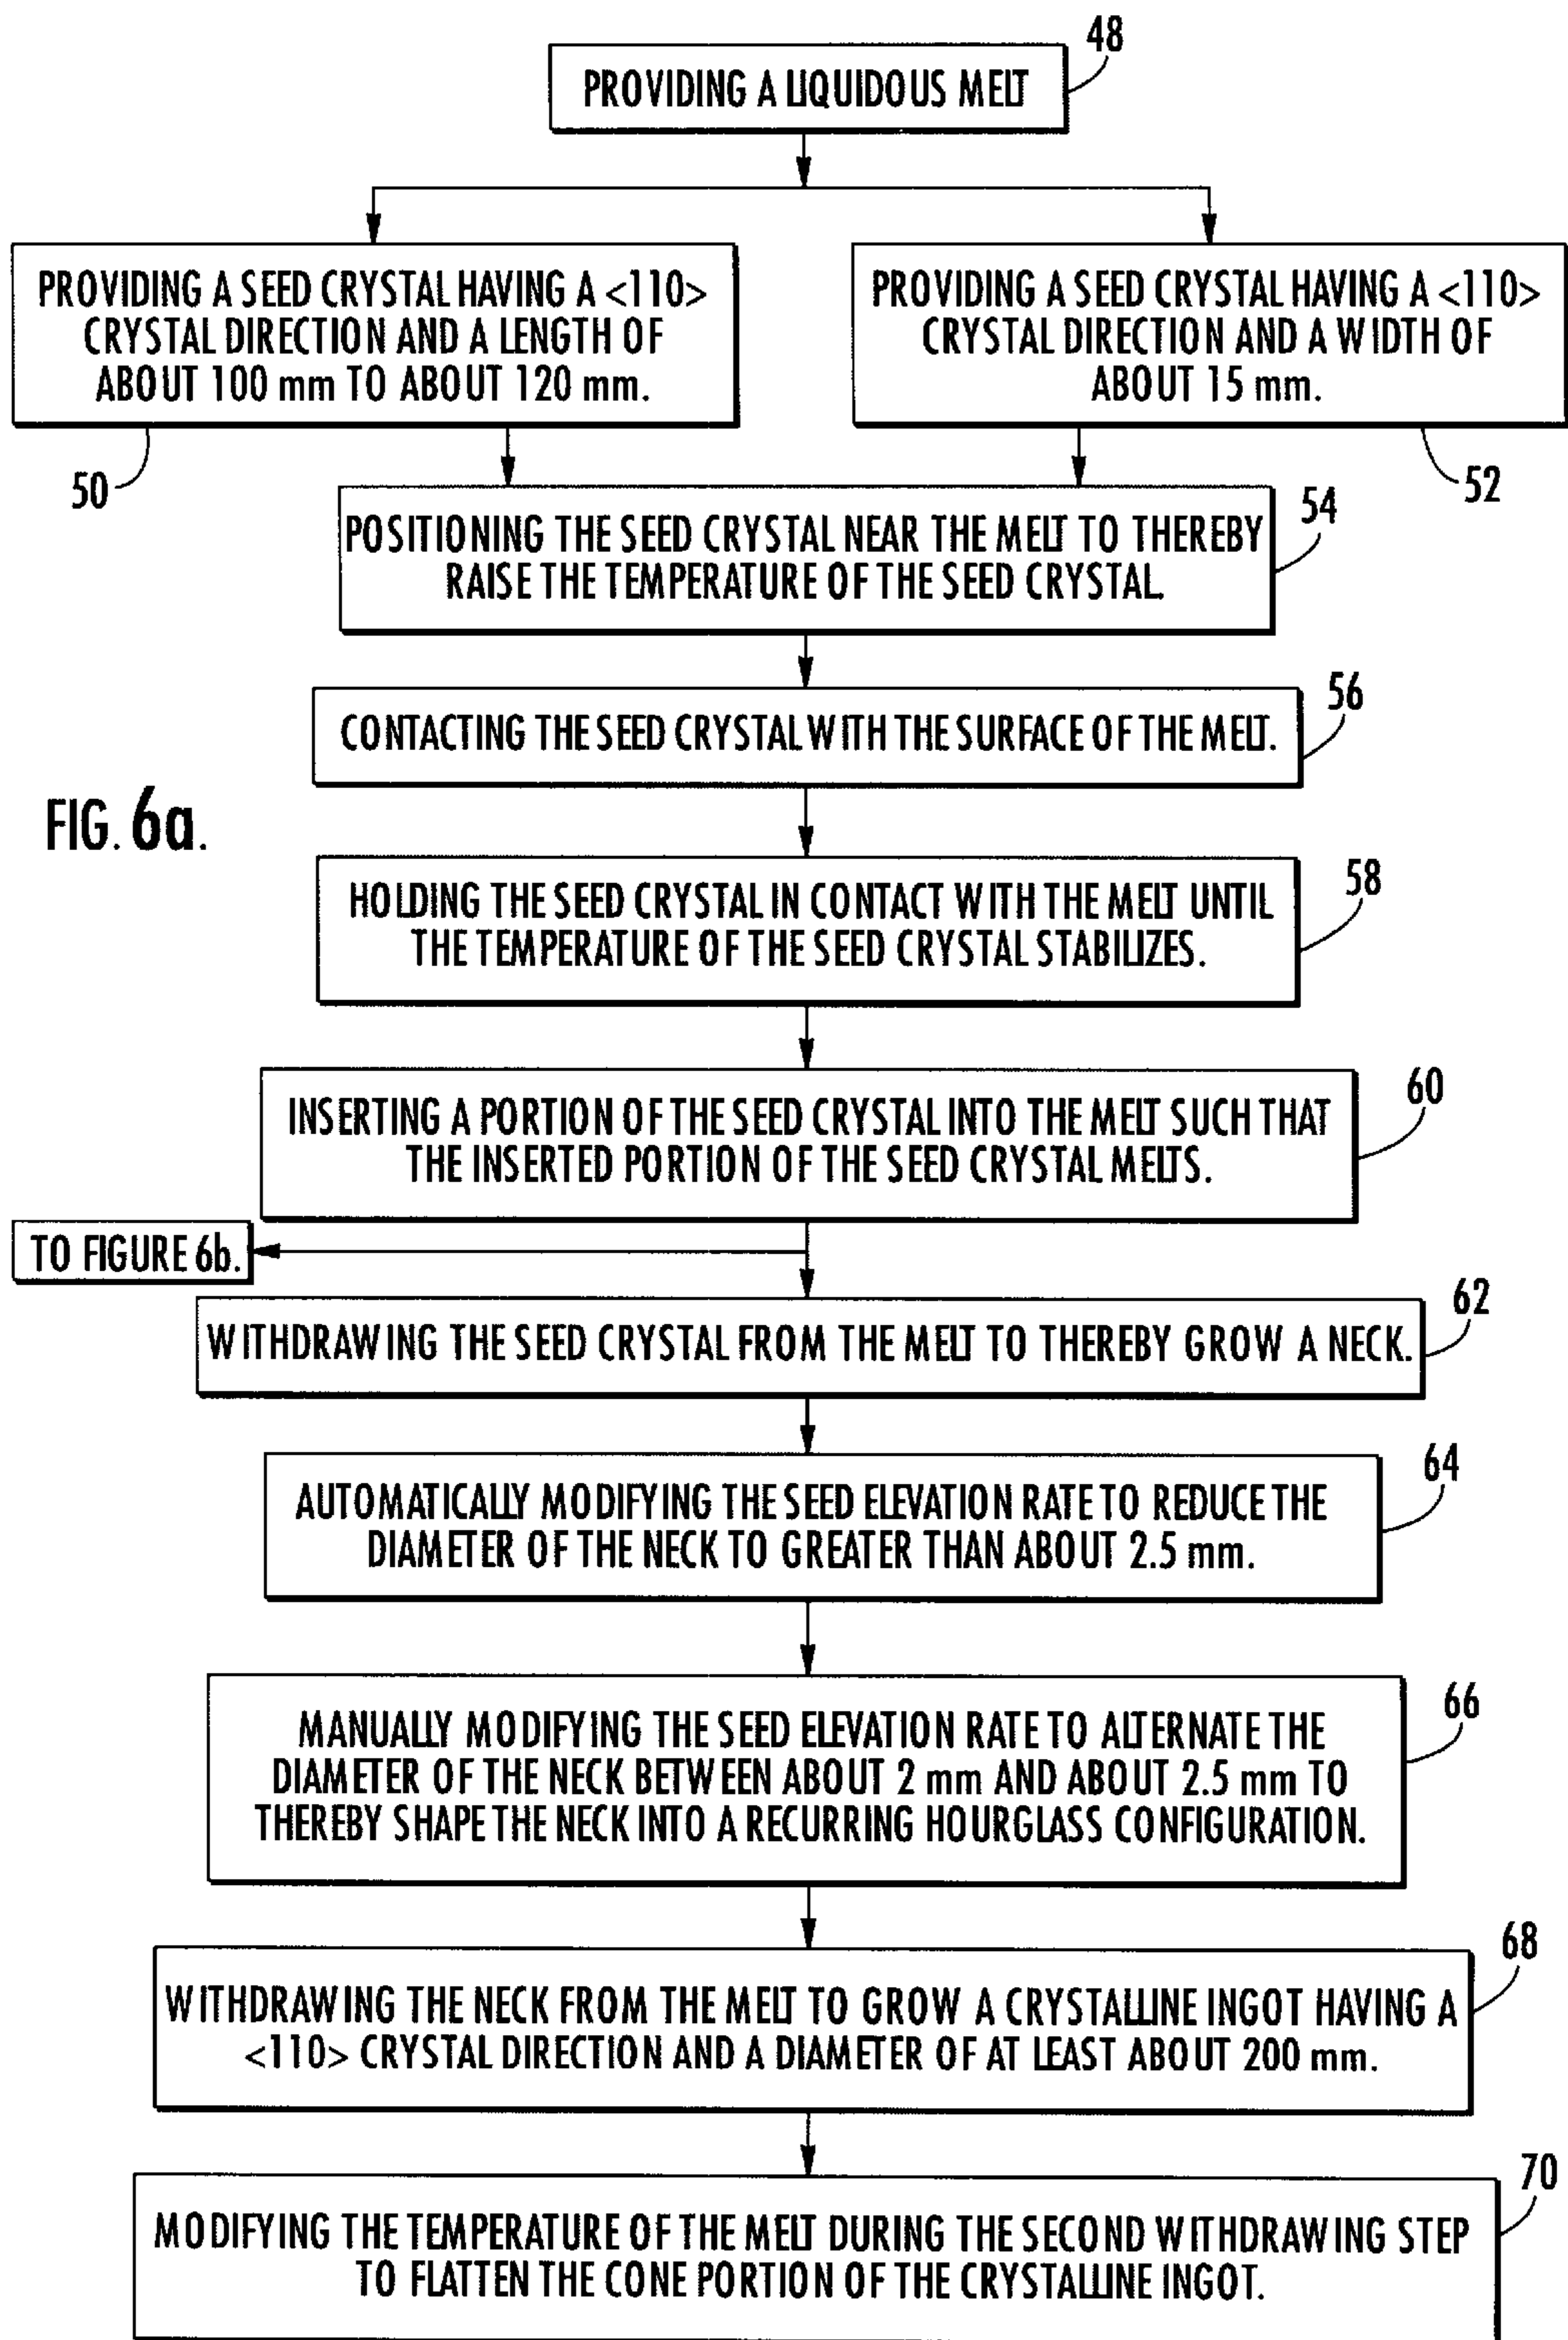 48
PROVIDING A LIQUIDOUS MELT
PROVIDING A SEED CRYSTAL HAVING A <110>
CRYSTAL DIRECTION AND A LENGTH OF
ABOUT 100 mm TO ABOUT 120 mm.
50
PROVIDING A SEED CRYSTAL HAVING A <110>
CRYSTAL DIRECTION AND A WIDTH OF
ABOUT 15 mm.
52
54
POSITIONING THE SEED CRYSTAL NEAR THE MELT TO THEREBY
RAISE THE TEMPERATURE OF THE SEED CRYSTAL.
56
CONTACTING THE SEED CRYSTAL WITH THE SURFACE OF THE MELT.
FIG. 6a.
58
HOLDING THE SEED CRYSTAL IN CONTACT WITH THE MELT UNTIL
THE TEMPERATURE OF THE SEED CRYSTAL STABILIZES.
60
INSERTING A PORTION OF THE SEED CRYSTAL INTO THE MELT SUCH THAT
THE INSERTED PORTION OF THE SEED CRYSTAL MELTS.
TO FIGURE 6b.
62
WITHDRAWING THE SEED CRYSTAL FROM THE MELT TO THEREBY GROW A NECK.
64
AUTOMATICALLY MODIFYING THE SEED ELEVATION RATE TO REDUCE THE
DIAMETER OF THE NECK TO GREATER THAN ABOUT 2.5 mm.
66
MANUALLY MODIFYING THE SEED ELEVATION RATE TO ALTERNATE THE
DIAMETER OF THE NECK BETWEEN ABOUT 2 mm AND ABOUT 2.5 mm TO
THEREBY SHAPE THE NECK INTO A RECURRING HOURGLASS CONFIGURATION.
68
WITHDRAWING THE NECK FROM THE MELT TO GROW A CRYSTALLINE INGOT HAVING A
<110> CRYSTAL DIRECTION AND A DIAMETER OF AT LEAST ABOUT 200 mm.
70
MODIFYING THE TEMPERATURE OF THE MELT DURING THE SECOND WITHDRAWING STEP
TO FLATTEN THE CONE PORTION OF THE CRYSTALLINE INGOT.